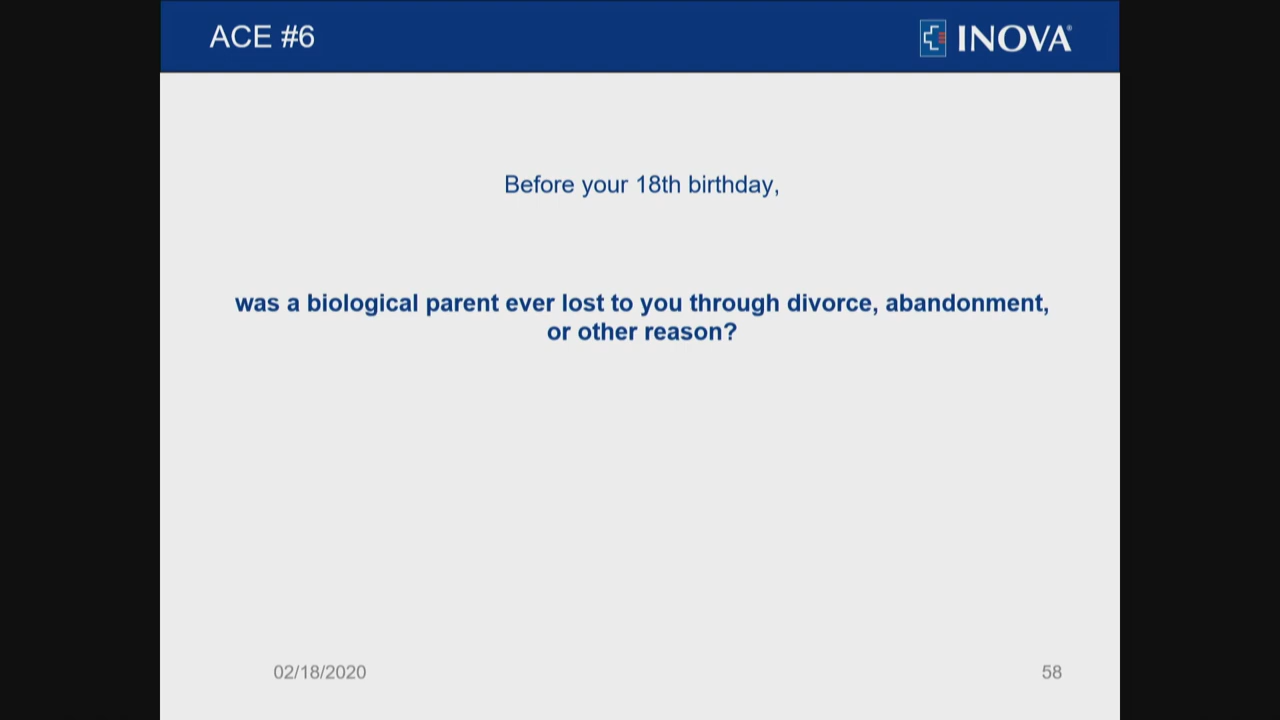 ACE #6
INOVA®
Before your 18th birthday,
was a biological parent ever lost to you through divorce, abandonment,
or other reason?
02/18/2020
58